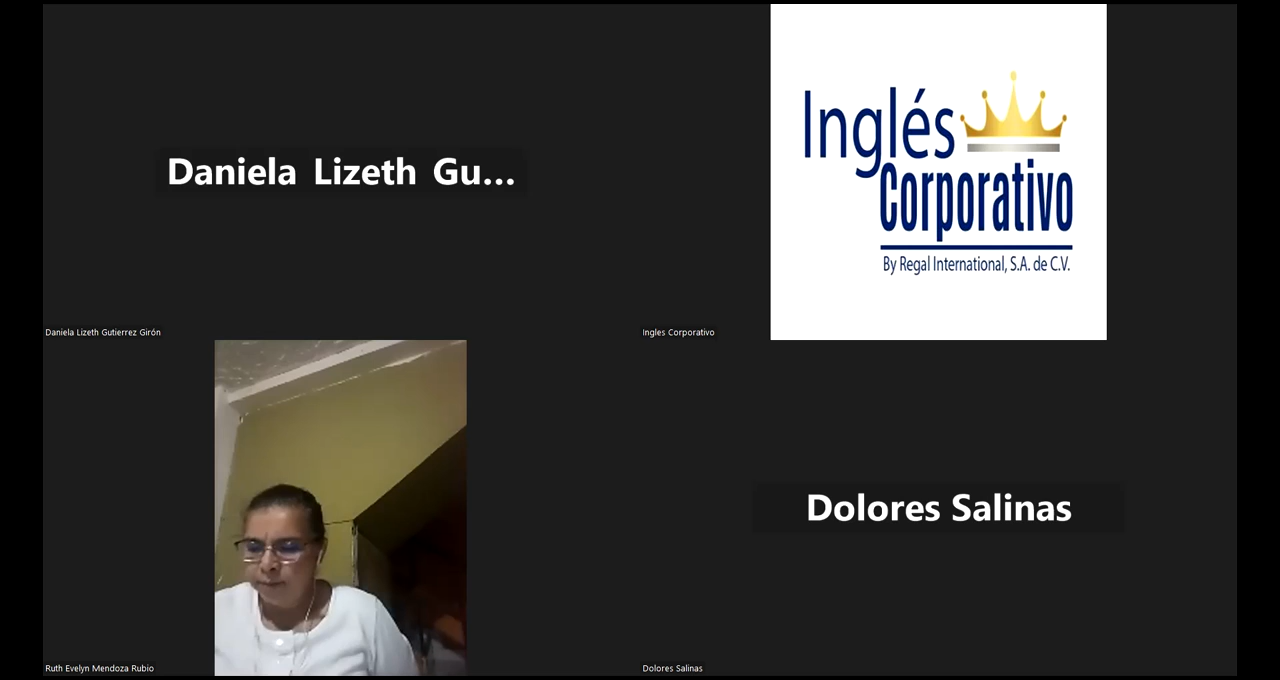 Daniela Lizeth Gu...
Daniela Lizeth Gutierrez Girón
Inglés
Corporativo
By Regal International, S.A. de C.V.
Ingles Corporativo
Ruth Evelyn Mendoza Rubio
Dolores Salinas
Dolores Salinas